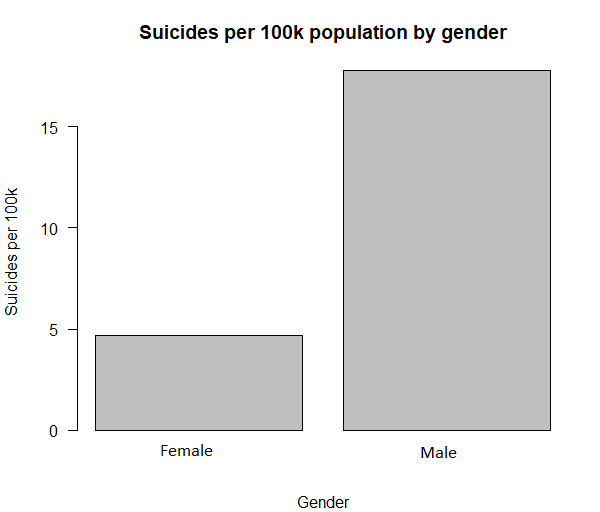 Suicides per 100k population by gender
Suicides per 100k
15
10
5
0
Female
Male
Gender